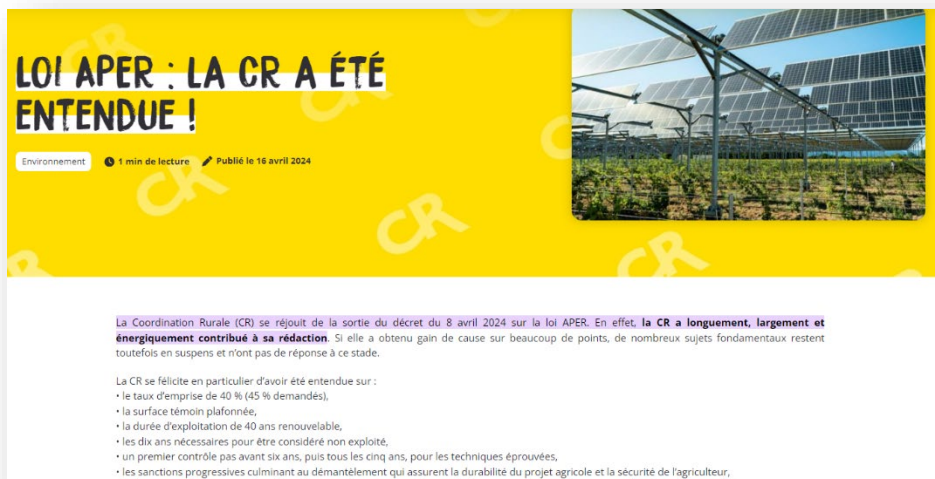 LOI APER : LA CR A ÉTÉ
ENTENDUE !
Environnement 1 min de lecture Publié le 16 avril 2024
CR
CR
CR
CR
CR
La Coordination Rurale (CR) se réjouit de la sortie du décret du 8 avril 2024 sur la loi APER. En effet, la CR a longuement, largement et
énergiquement contribué à sa rédaction. Si elle a obtenu gain de cause sur beaucoup de points, de nombreux sujets fondamentaux restent
toutefois en suspens et n'ont pas de réponse à ce stade.
La CR se félicite en particulier d'avoir été entendue sur :
• le taux d'emprise de 40 % (45 % demandés),
• la surface témoin plafonnée,
• la durée d'exploitation de 40 ans renouvelable,
• les dix ans nécessaires pour être considéré non exploité,
• un premier contrôle pas avant six ans, puis tous les cinq ans, pour les techniques éprouvées,
• les sanctions progressives culminant au démantèlement qui assurent la durabilité du projet agricole et la sécurité de l'agriculteur,